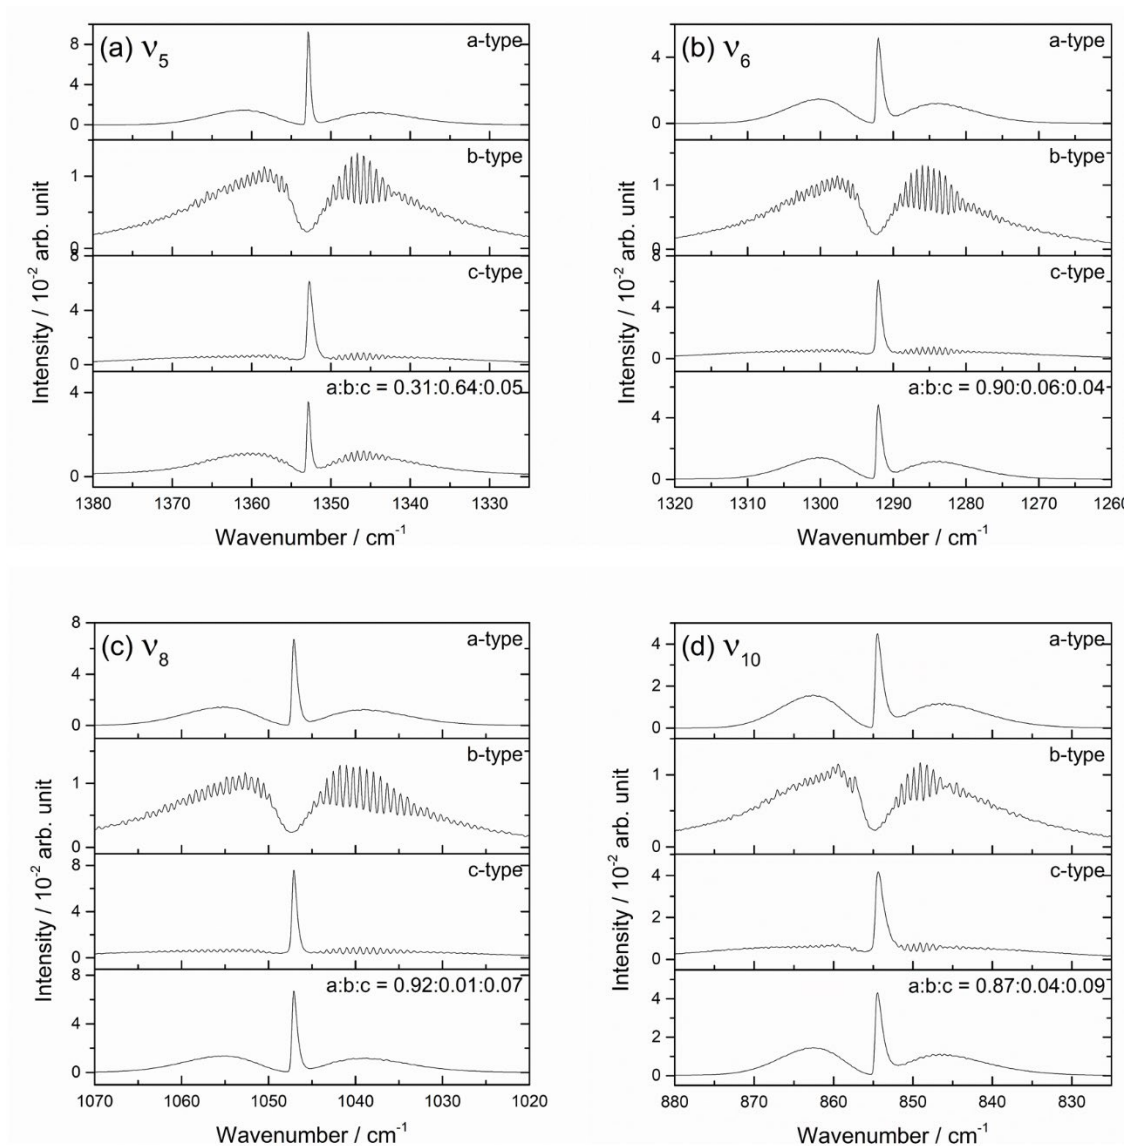 (a) ν5
a-type
8
4
0
b-type
1
0
c-type
8
4
0
a:b:c = 0.31:0.64:0.05
4
0
1380 1370 1360 1350 1340 1330
Wavenumber / cm-1
Intensity / 10-2 arb. unit
(b) ν6
a-type
4
0
b-type
1
0
c-type
8
4
0
a:b:c = 0.90:0.06:0.04
4
0
1320 1310 1300 1290 1280 1270 1260
Wavenumber / cm-1
Intensity / 10-2 arb. unit
(c) ν8
a-type
8
4
0
b-type
1
0
c-type
8
4
0
a:b:c = 0.92:0.01:0.07
8
4
0
1070 1060 1050 1040 1030 1020
Wavenumber / cm-1
Intensity / 10-2 arb. unit
(d) ν10
a-type
4
2
0
b-type
1
0
c-type
4
2
0
a:b:c = 0.87:0.04:0.09
4
2
0
880 870 860 850 840 830
Wavenumber / cm-1
Intensity / 10-2 arb. unit